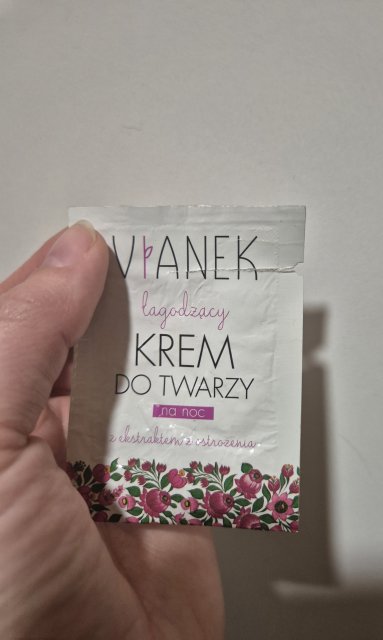 VIANEK
łagodzący
KREM
DO TWARZY
na noc
z ekstraktem z ostrożenia